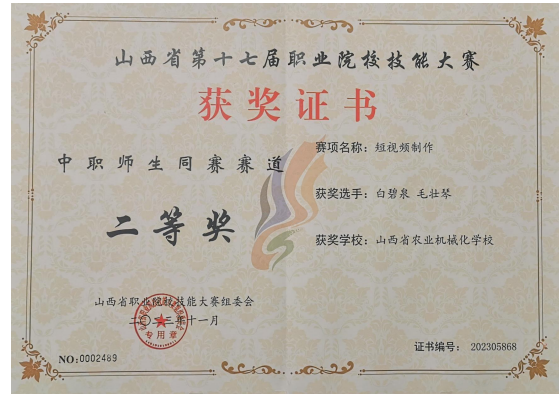 山西省第十七届职业院校技能大赛
获奖证书
中职师生同赛赛道
二等奖
赛项名称：短视频制作
获奖选手：白碧泉 毛壮琴
获奖学校：山西省农业机械化学校
山西省职业院校技能大赛组委会
二〇二三年十一月
专用章
NO:0002489
证书编号： 202305868